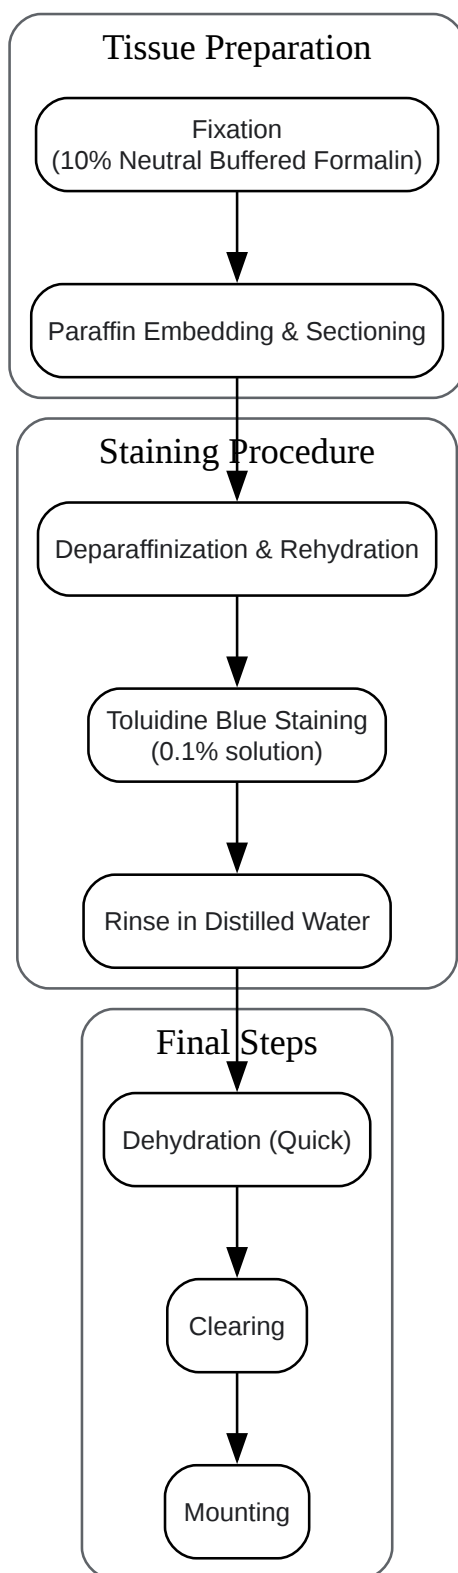 Tissue Preparation
Fixation
(10% Neutral Buffered Formalin)
Paraffin Embedding & Sectioning
Staining Procedure
Deparaffinization & Rehydration
Toluidine Blue Staining
(0.1% solution)
Rinse in Distilled Water
Final Steps
Dehydration (Quick)
Clearing
Mounting